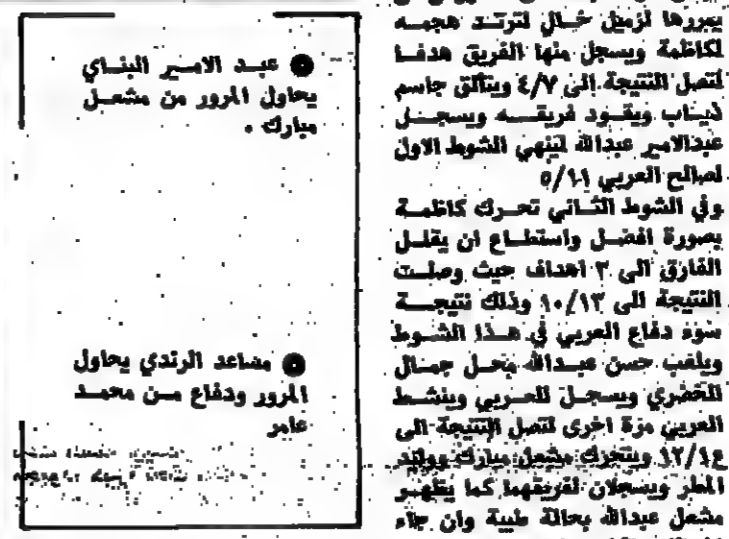 يمررها لزميل خال لترتد هجمه
لكاظمة ويسجل منها الفريق هدفا
لتصل النتيجة الى ٤/٧ ويتألق جاسم
ذياب ويقود فريقه ويسجل
عبدالامير عبدالله لينهي الشوط الاول
لصالح العربي ٥/١١
وفي الشوط الثاني تحرك كاظمة
بصورة افضل واستطاع ان يقلل
الفارق الى ٣ اهداف حيث وصلت
النتيجة الى ١٠/١٣ وذلك نتيجة
سوء دفاع العربي في هذا الشوط
ويلعب حسن عبدالله محل جمال
الخضري ويسجل للعربي وينشط
العربي مرة اخرى لتصل النتيجة الى
ويتحرك مشعل مبارك ووليد
المطر ويسجلان لفريقهما كما يظهر
مشعل عبدالله بحالة طيبة وان جاء
● عبد الامير البناي
يحاول المرور من مشعل
مبارك .
● مساعد الرندي يحاول
المرور ودفاع من محمد
عامر